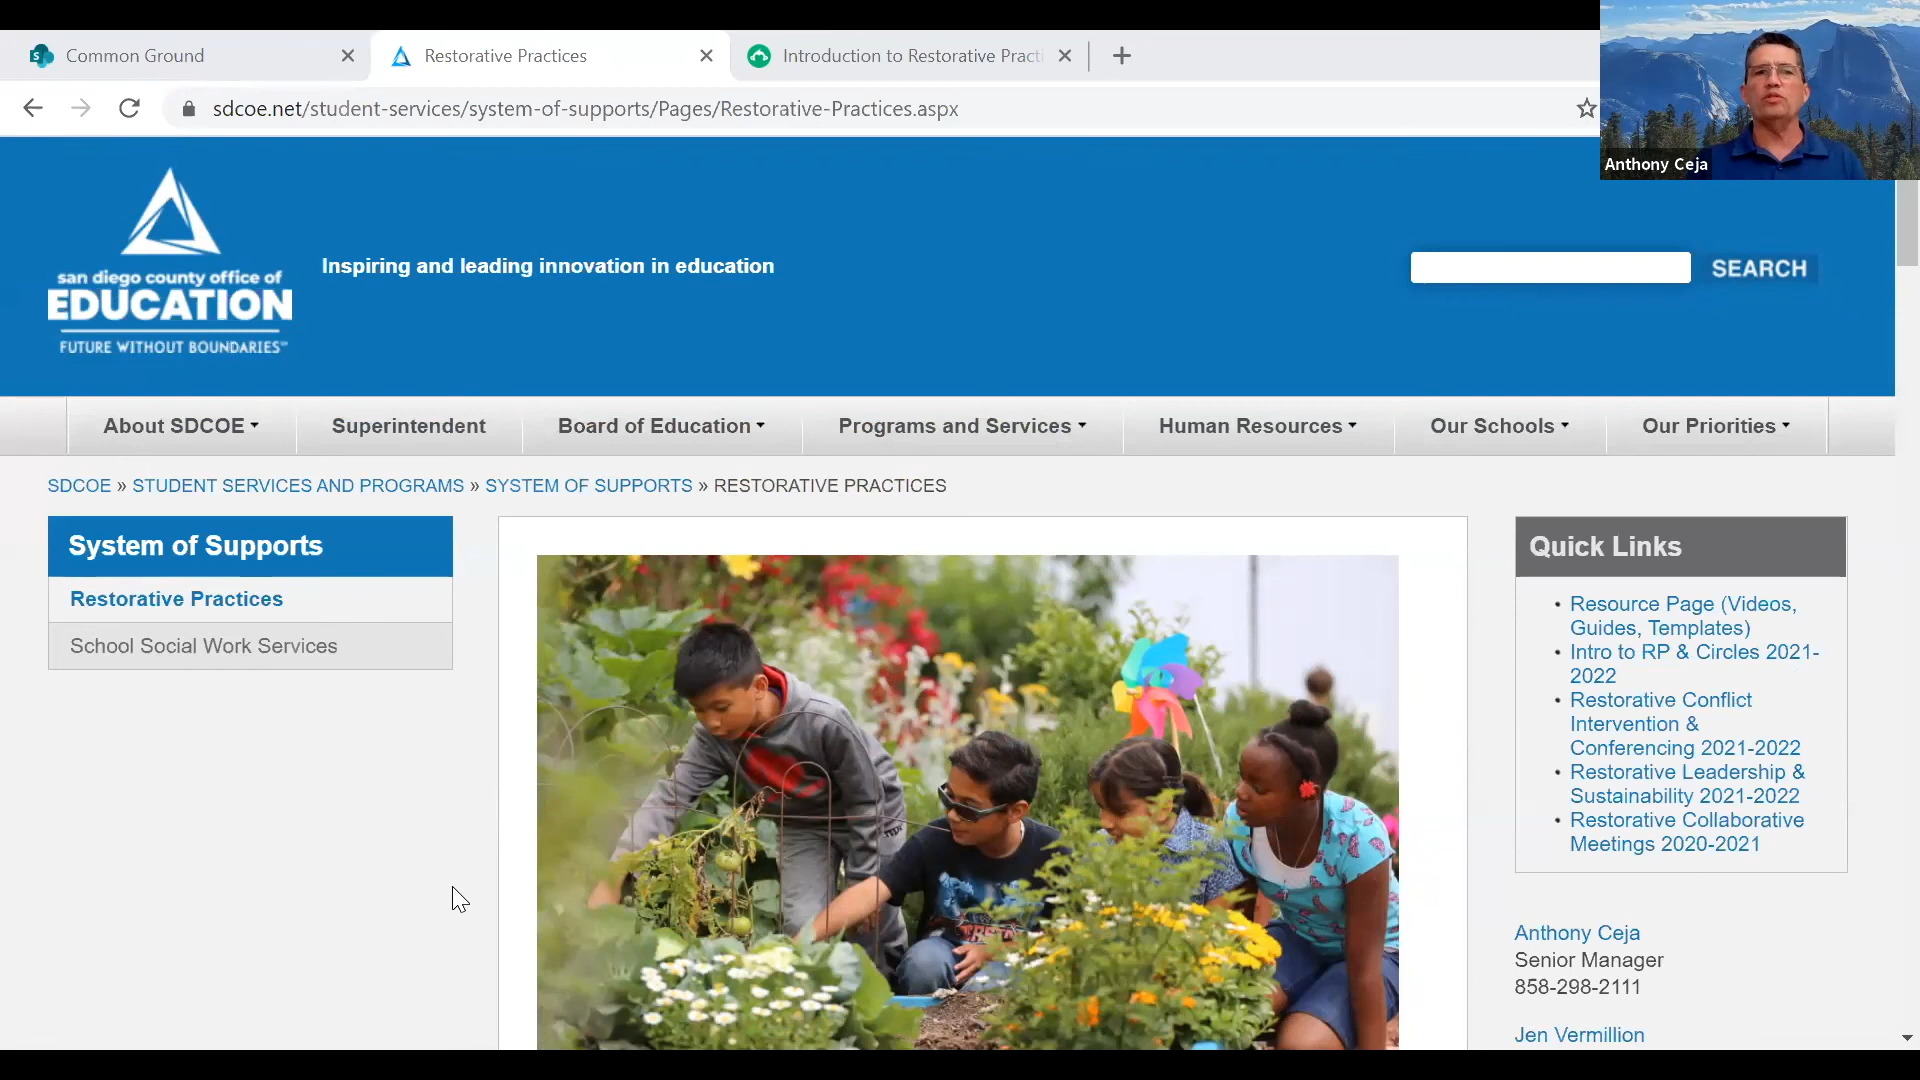 Common Ground
Restorative Practices
Introduction to Restorative Practi
sdcoe.net/student-services/system-of-supports/Pages/Restorative-Practices.aspx
Anthony Ceja
san diego county office of
EDUCATION
FUTURE WITHOUT BOUNDARIES℠
Inspiring and leading innovation in education
SEARCH
About SDCOE
Superintendent
Board of Education
Programs and Services
Human Resources
Our Schools
Our Priorities
SDCOE » STUDENT SERVICES AND PROGRAMS » SYSTEM OF SUPPORTS » RESTORATIVE PRACTICES
System of Supports
Restorative Practices
School Social Work Services
Quick Links
• Resource Page (Videos,
Guides, Templates)
• Intro to RP & Circles 2021-
2022
• Restorative Conflict
Intervention &
Conferencing 2021-2022
• Restorative Leadership &
Sustainability 2021-2022
• Restorative Collaborative
Meetings 2020-2021
Anthony Ceja
Senior Manager
858-298-2111
Jen Vermillion